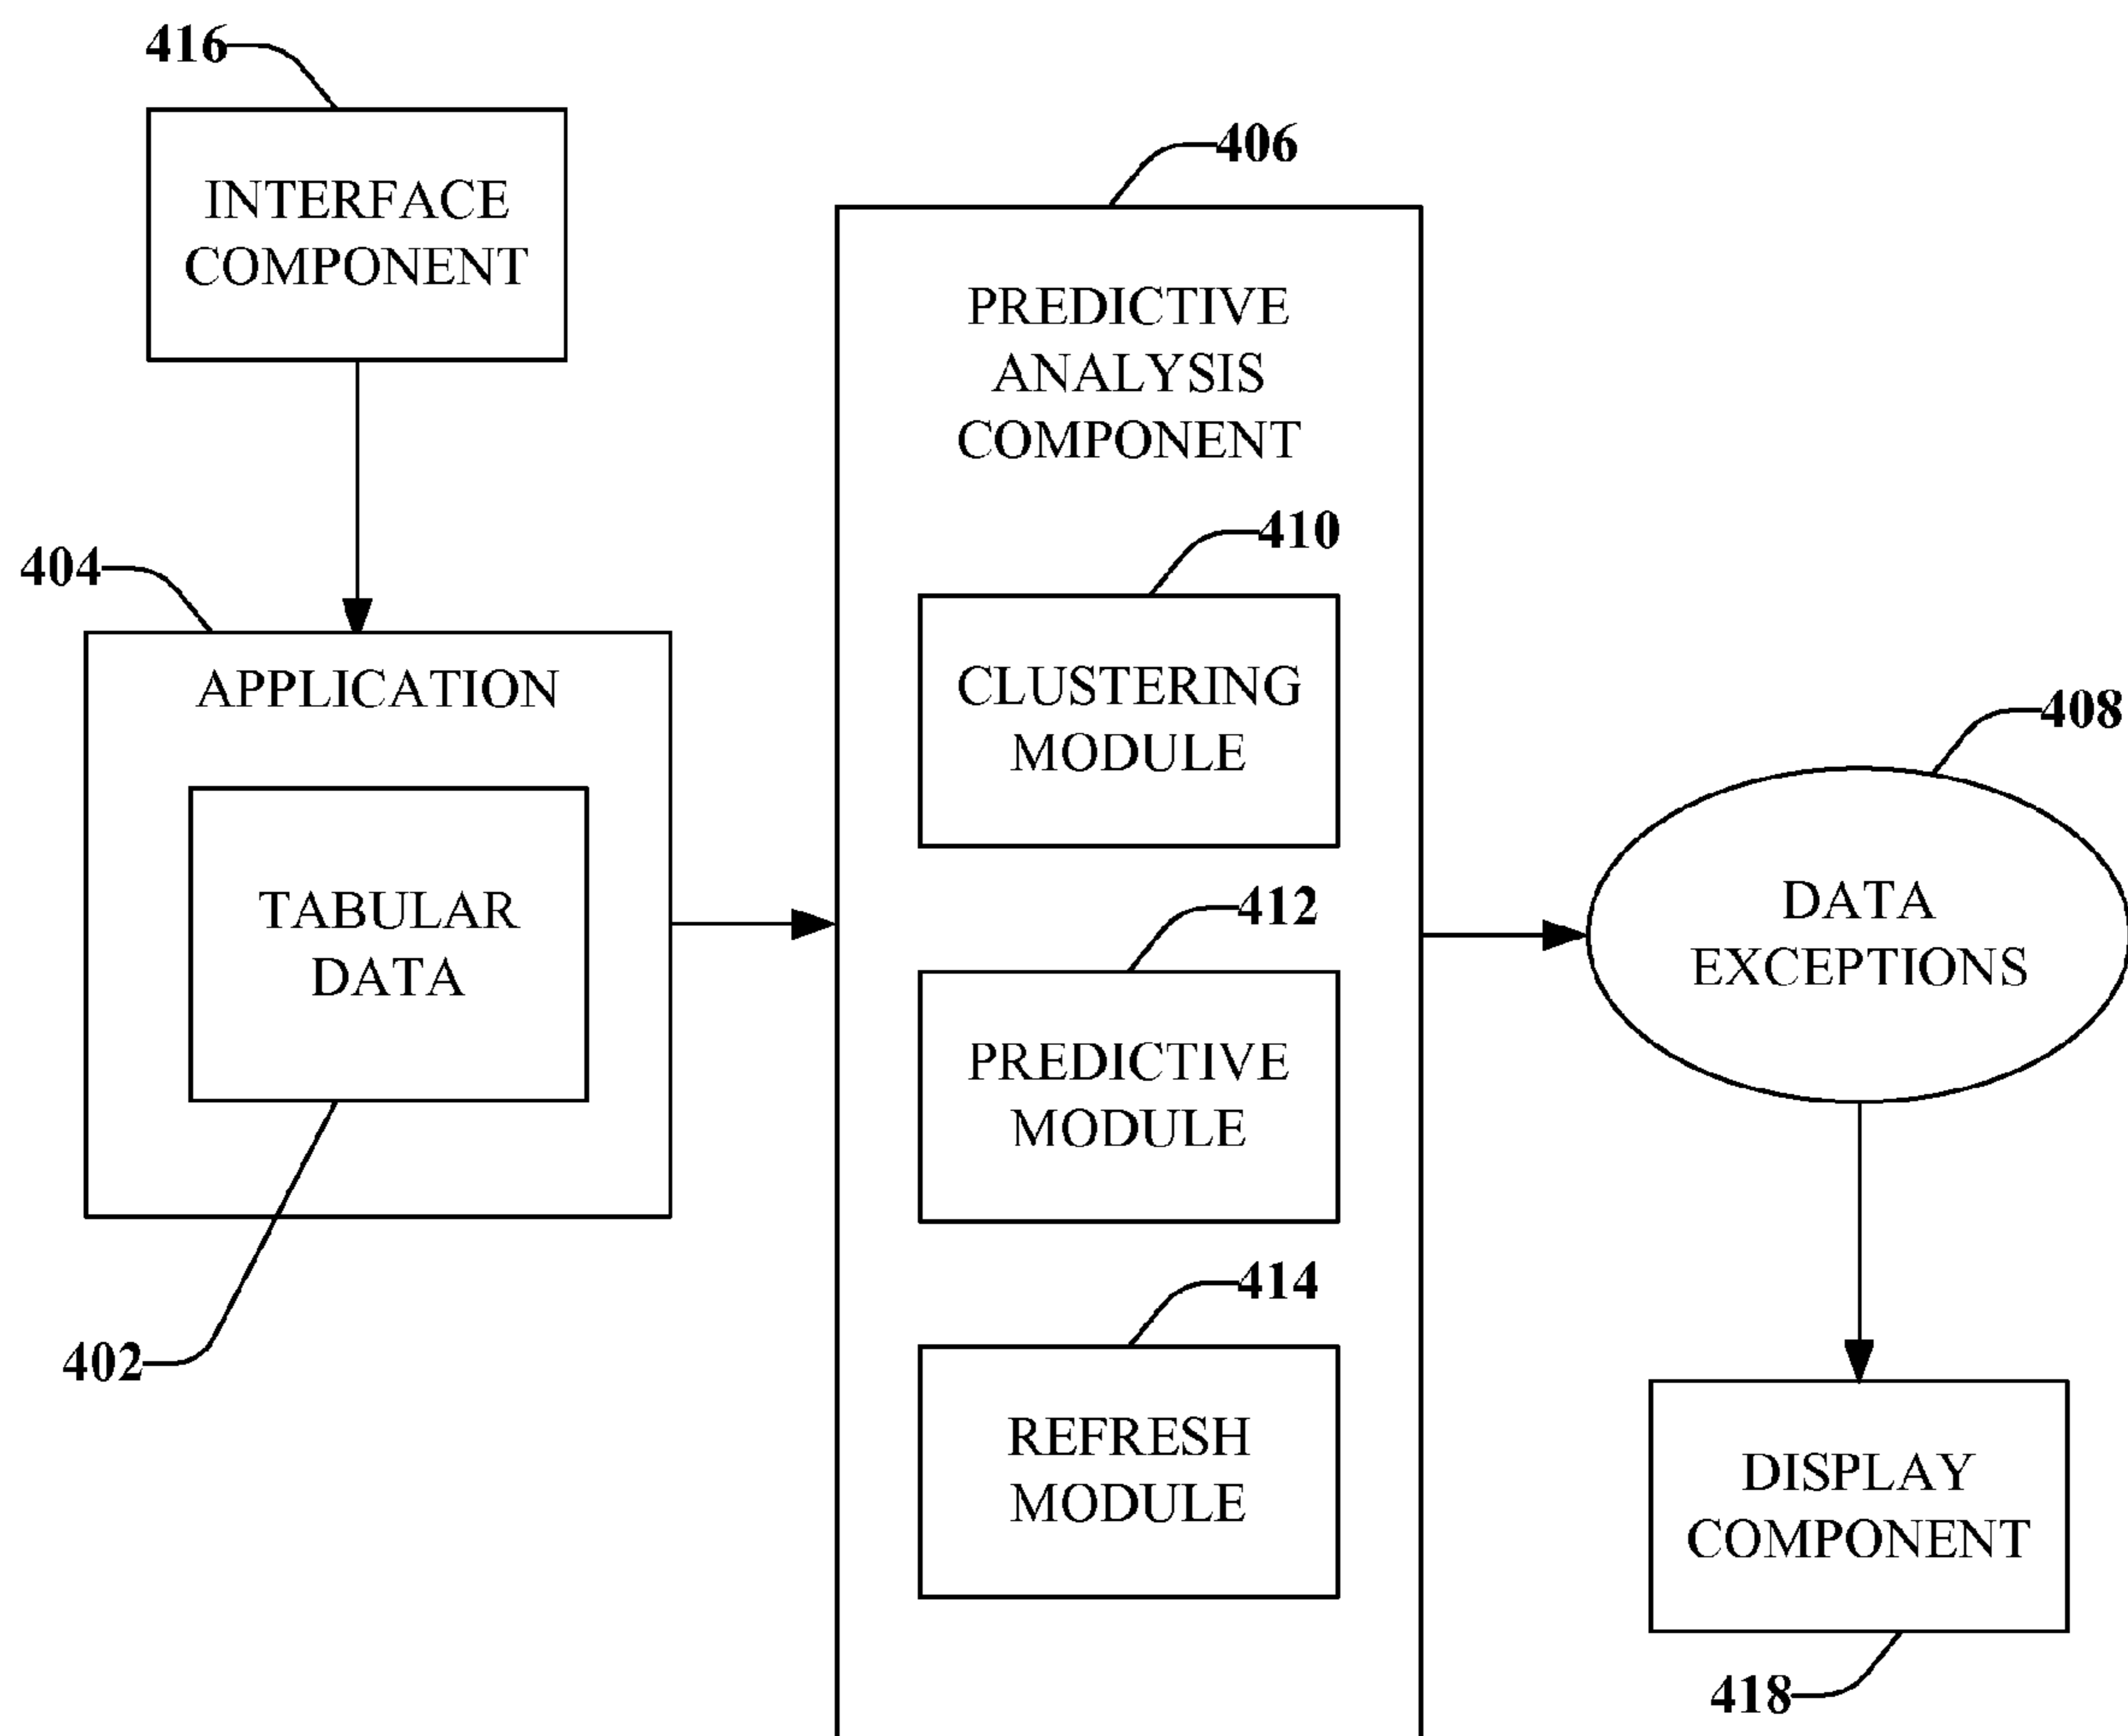 416
INTERFACE
COMPONENT
404
APPLICATION
TABULAR
DATA
402
406
PREDICTIVE
ANALYSIS
COMPONENT
410
CLUSTERING
MODULE
412
PREDICTIVE
MODULE
414
REFRESH
MODULE
408
DATA
EXCEPTIONS
DISPLAY
COMPONENT
418